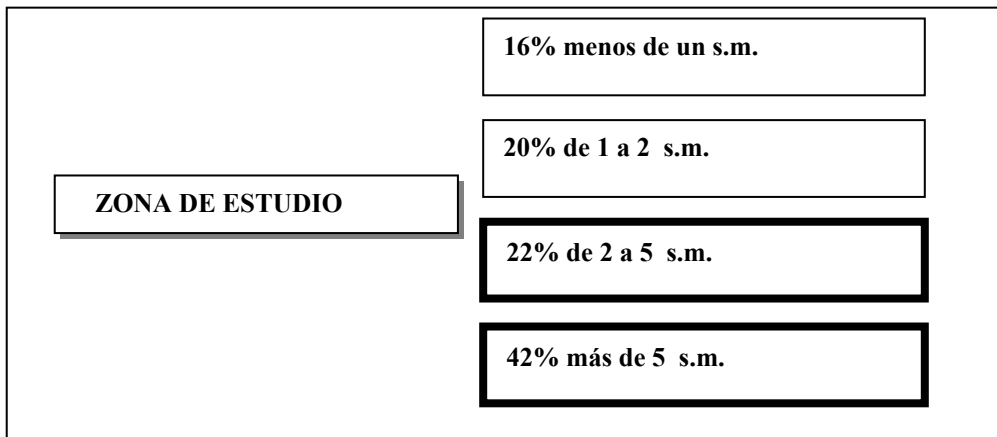 16% menos de un s.m.
20% de 1 a 2 s.m.
ZONA DE ESTUDIO
22% de 2 a 5 s.m.
42% más de 5 s.m.